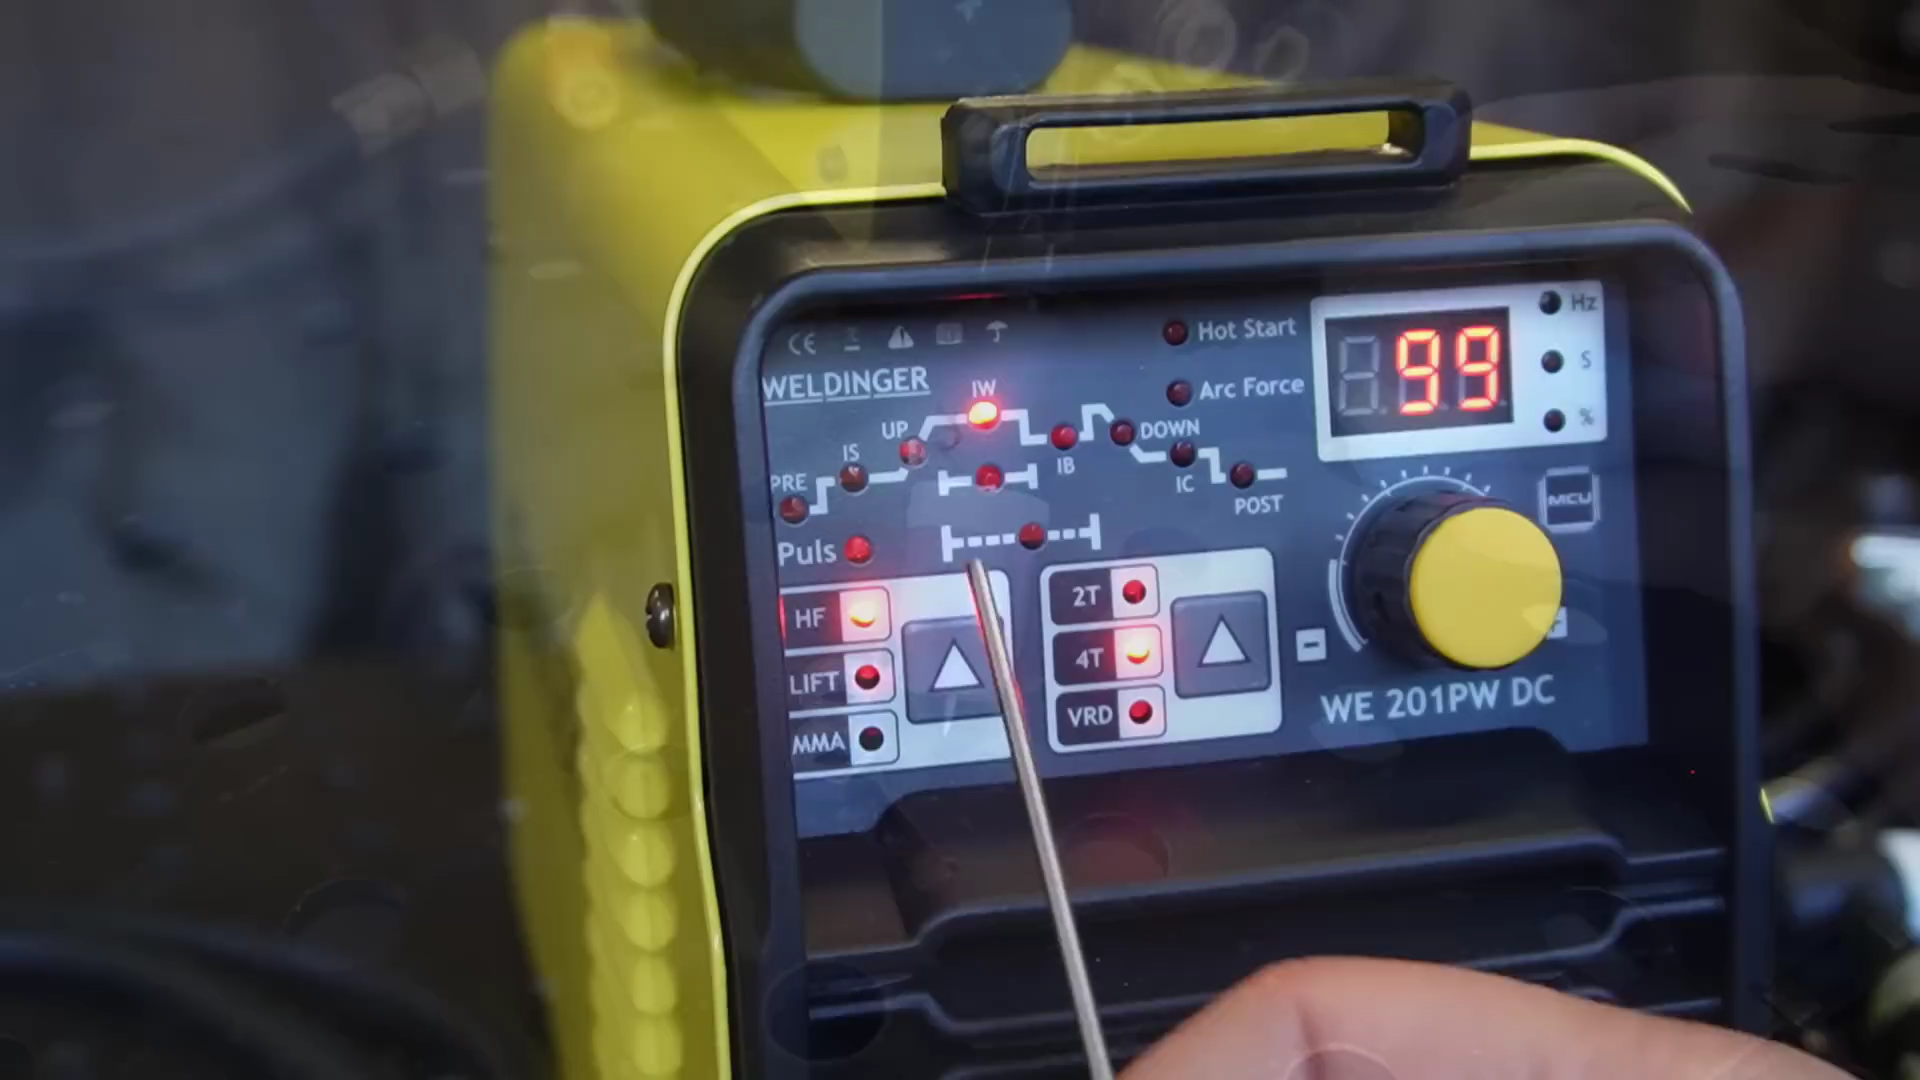 CE
WELDINGER
Hot Start
Arc Force
99
Hz
S
%
IW
UP
IS
PRE
IB
DOWN
IC
POST
MCU
Puls
HF
LIFT
MMA
2T
4T
VRD
-
WE 201PW DC